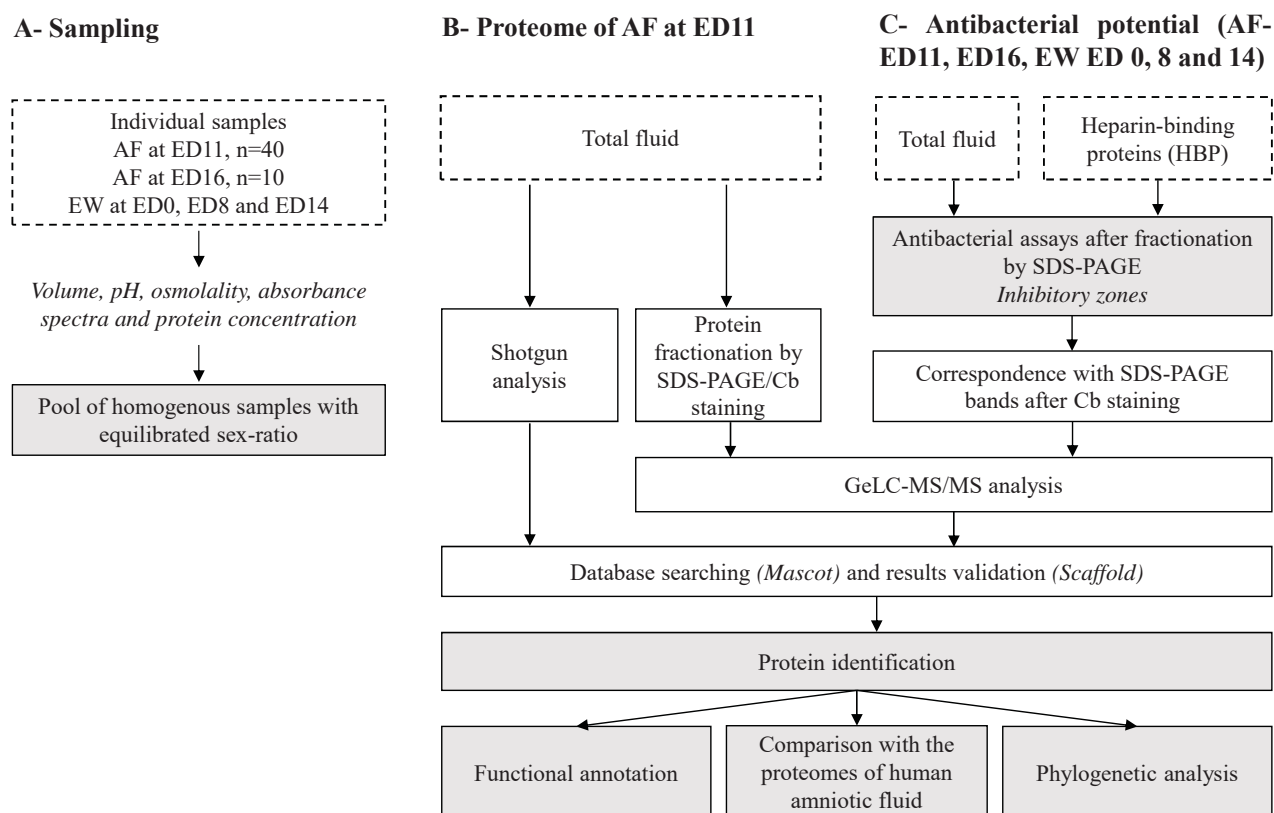 A- Sampling
Individual samples
AF at ED11, n=40
AF at ED16, n=10
EW at ED0, ED8 and ED14
Volume, pH, osmolality, absorbance
spectra and protein concentration
Pool of homogenous samples with
equilibrated sex-ratio
B- Proteome of AF at ED11
Total fluid
Shotgun
analysis
Protein
fractionation by
SDS-PAGE/Cb
staining
C- Antibacterial potential (AF-
ED11, ED16, EW ED 0, 8 and 14)
Total fluid
Heparin-binding
proteins (HBP)
Antibacterial assays after fractionation
by SDS-PAGE
Inhibitory zones
Correspondence with SDS-PAGE
bands after Cb staining
GeLC-MS/MS analysis
Database searching (Mascot) and results validation (Scaffold)
Protein identification
Functional annotation
Comparison with the
proteomes of human
amniotic fluid
Phylogenetic analysis